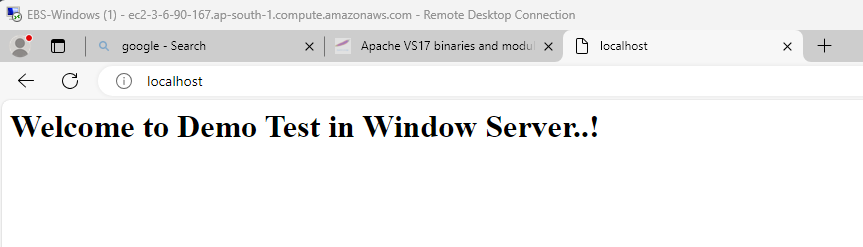 EBS-Windows (1) - ec2-3-6-90-167.ap-south-1.compute.amazonaws.com - Remote Desktop Connection
google - Search
Apache VS17 binaries and modul
localhost
localhost
Welcome to Demo Test in Window Server..!